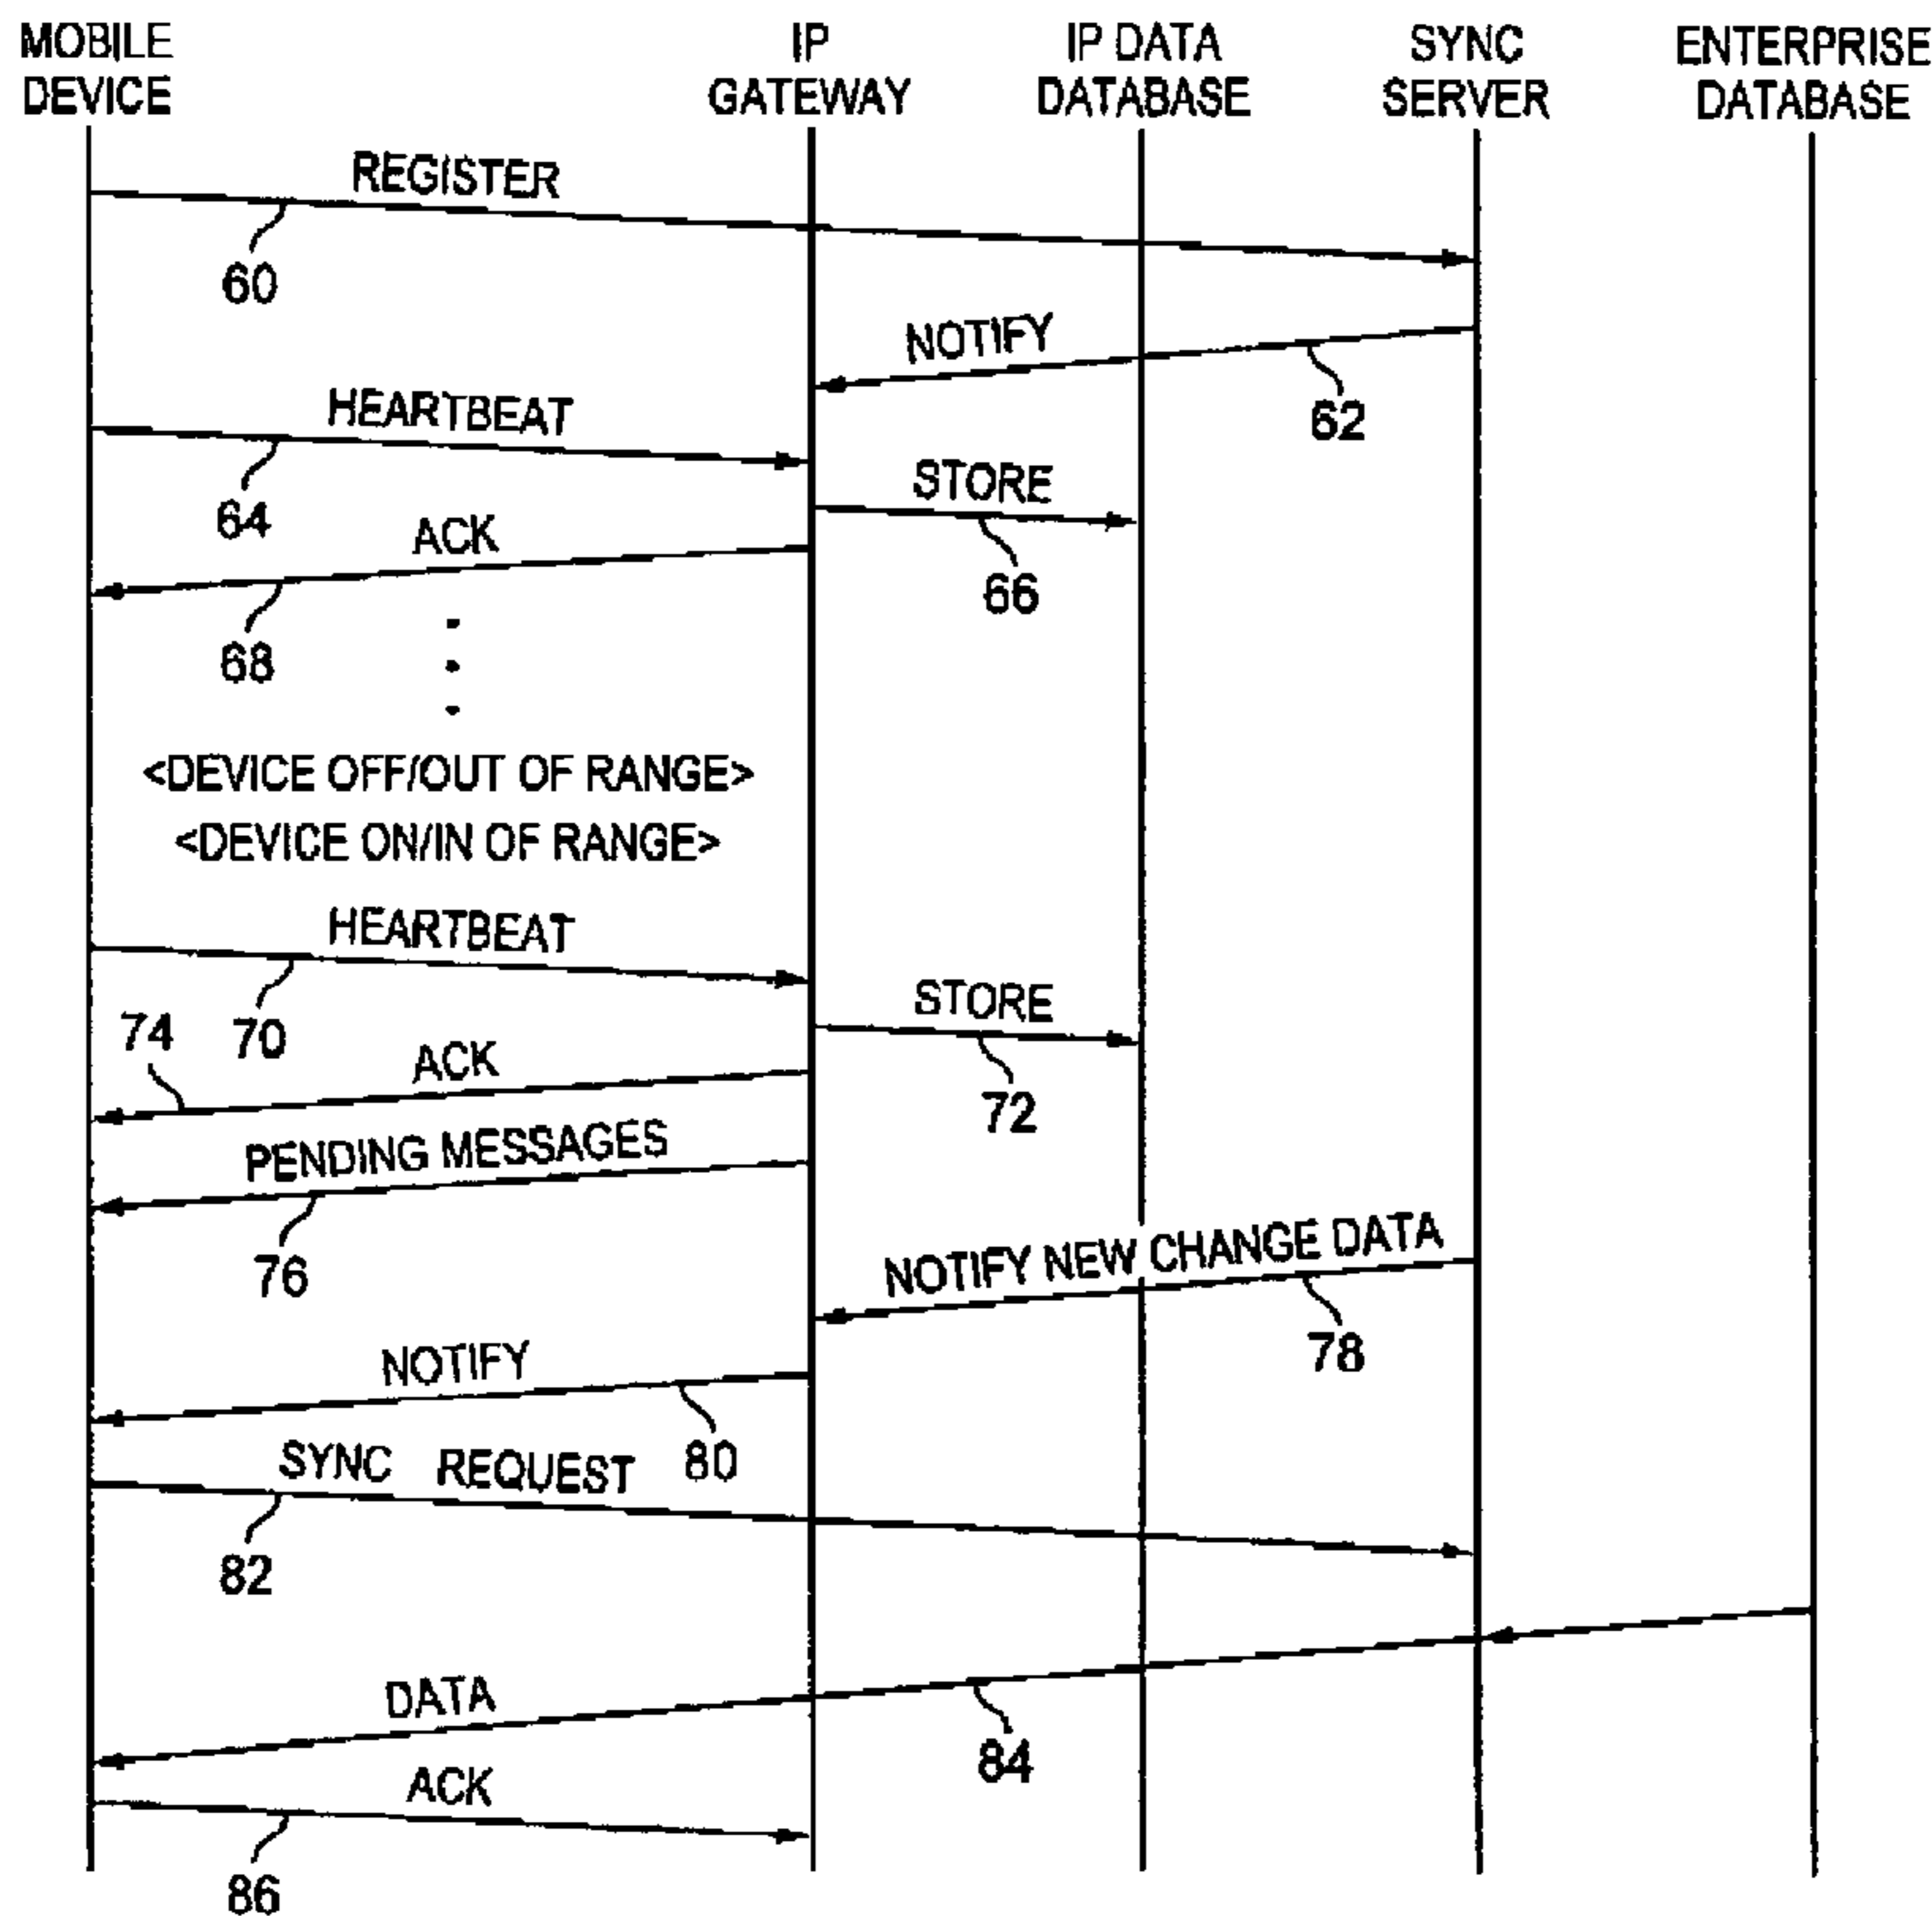 MOBILE
DEVICE
IP
GATEWAY
IP DATA
DATABASE
SYNC
SERVER
ENTERPRISE
DATABASE
REGISTER
60
NOTIFY
62
HEARTBEAT
64
STORE
66
ACK
68
<DEVICE OFF/OUT OF RANGE>
<DEVICE ON/IN OF RANGE>
HEARTBEAT
70
STORE
72
74
ACK
PENDING MESSAGES
76
NOTIFY NEW CHANGE DATA
78
NOTIFY
80
SYNC REQUEST
82
DATA
84
ACK
86